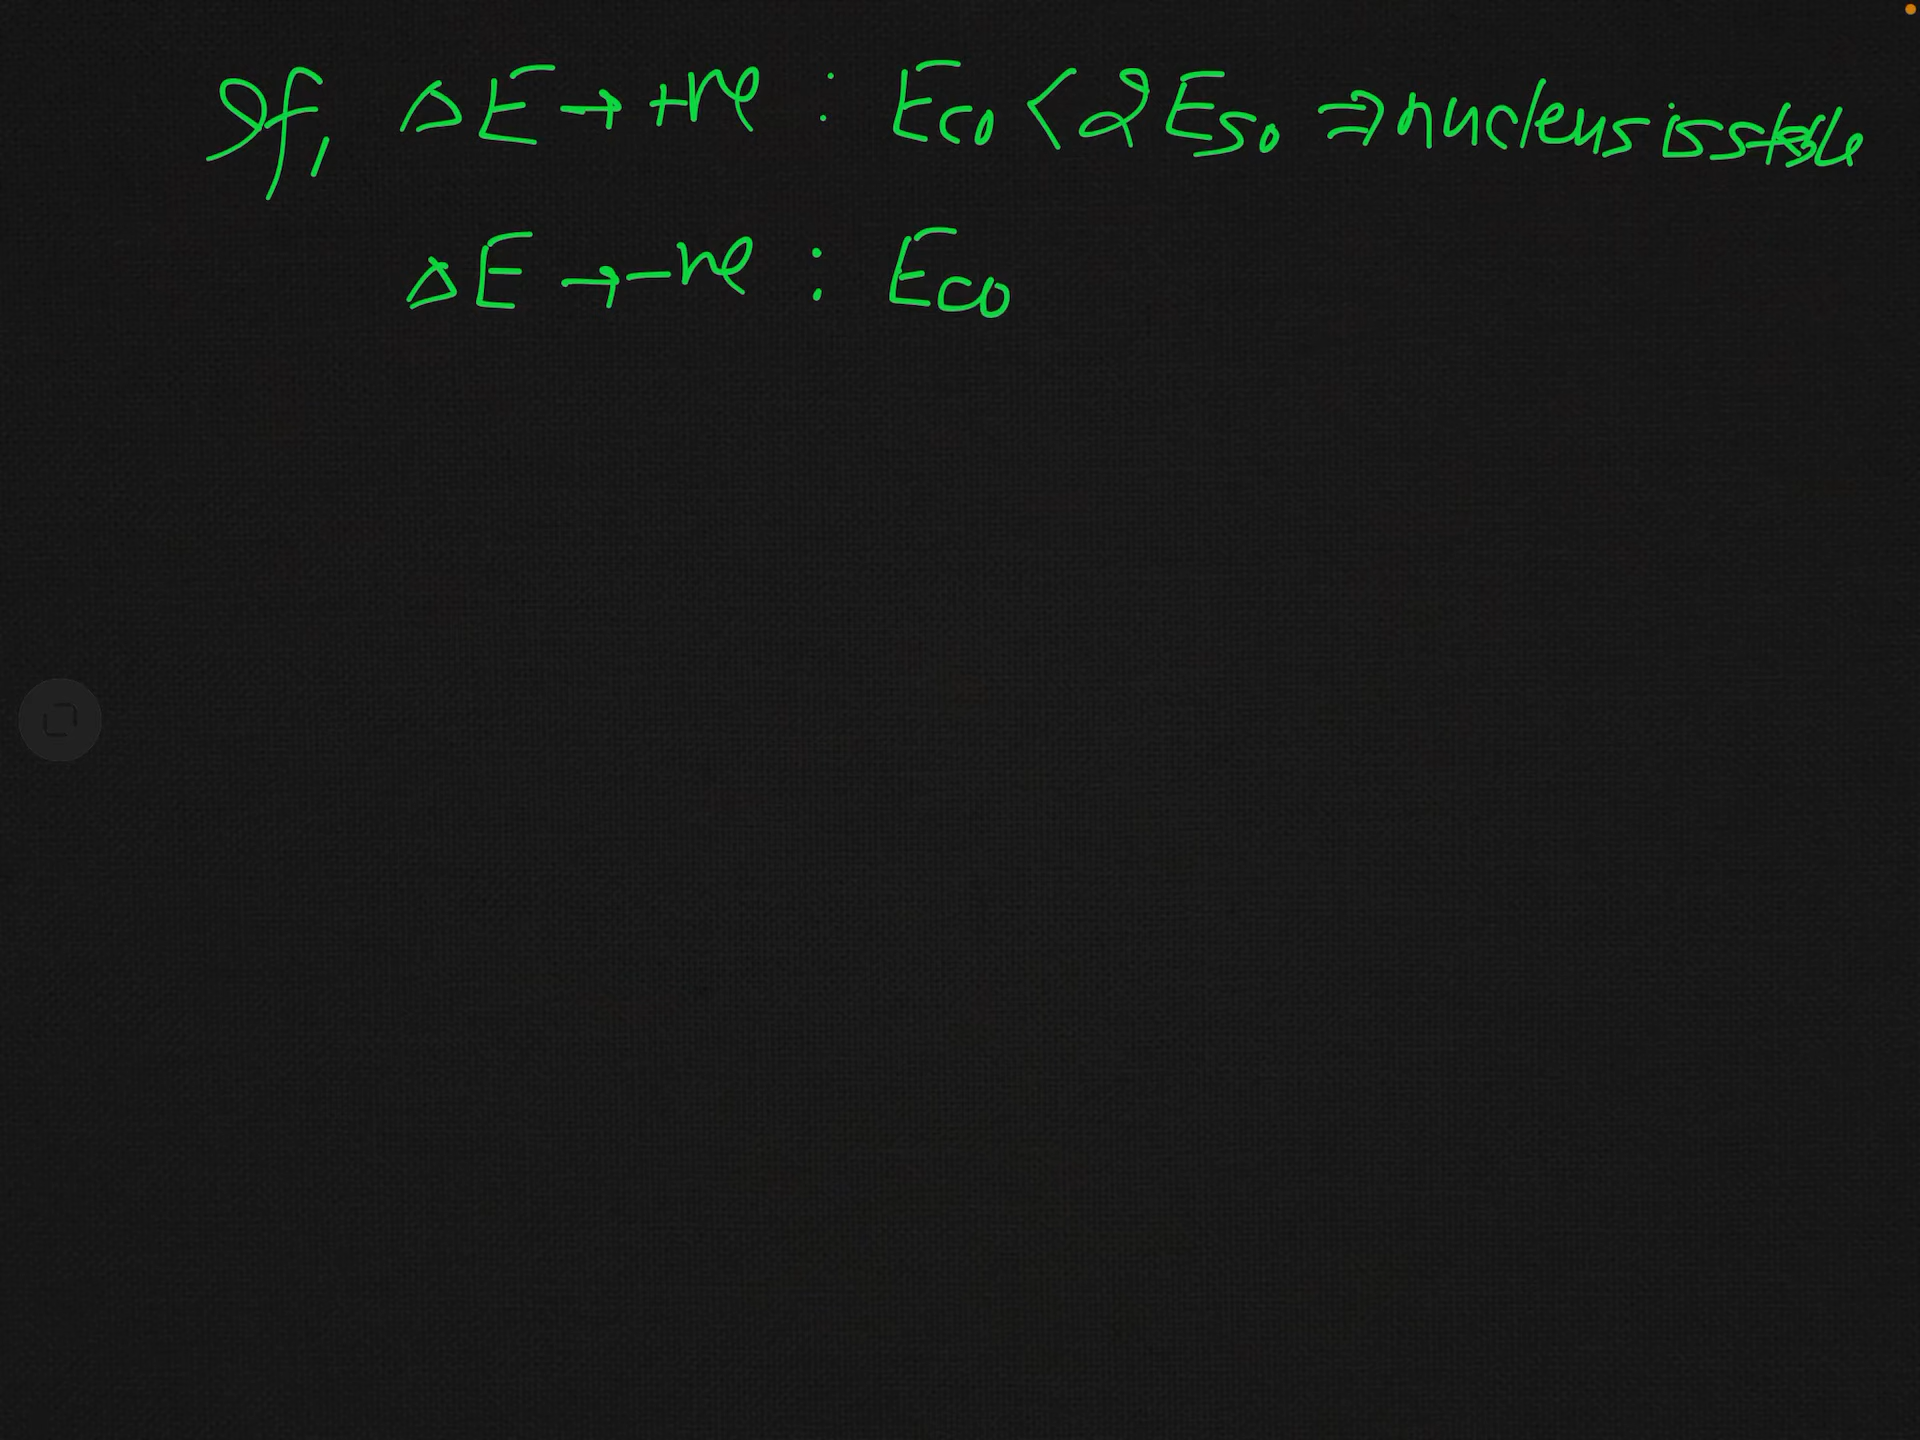 If, ΔE → +ve : Eco < 2Eso ⇒ nucleus is stable
ΔE → -ve : Eco